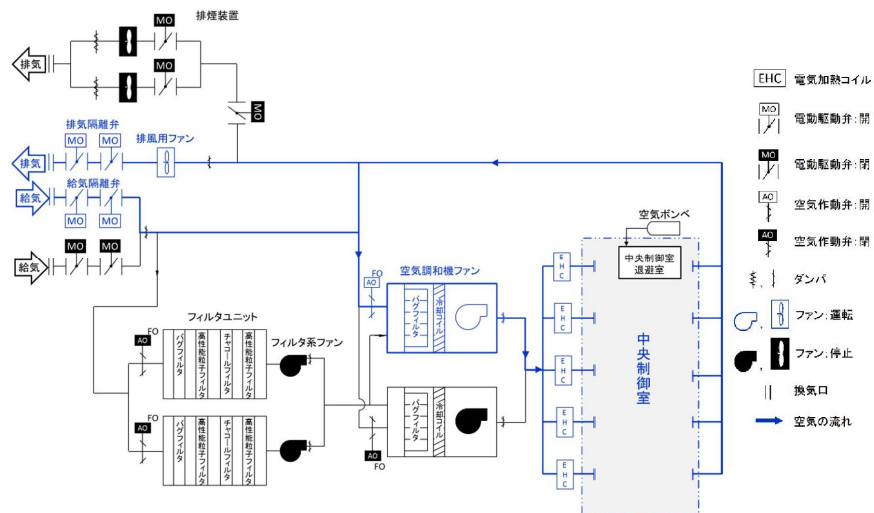 排煙装置
MO
排気
MO
MO
排気隔離弁
MO
MO
排風用ファン
排気
給気隔離弁
給気
MO
MO
MO
MO
給気
空気ボンベ
中央制御室
退避室
FO
AO
空気調和機ファン
バグフィルタ
冷却コイル
EHC
EHC
EHC
EHC
EHC
中央制御室
フィルタユニット
フィルタ系ファン
FO
AO
バグフィルタ
高性能粒子フィルタ
チャコールフィルタ
高性能粒子フィルタ
FO
AO
バグフィルタ
高性能粒子フィルタ
チャコールフィルタ
高性能粒子フィルタ
バグフィルタ
冷却コイル
AO
FO
EHC 電気加熱コイル
MO
電動駆動弁:開
MO
電動駆動弁:閉
AO
空気作動弁:開
AO
空気作動弁:閉
, ダンパ
, ファン:運転
, ファン:停止
換気口
空気の流れ